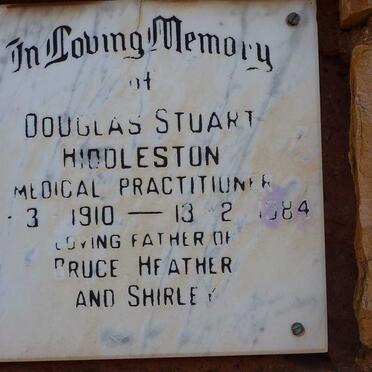 In Loving Memory
of
DOUGLAS STUART
HIDDLESTON
MEDICAL PRACTITIONER
3 1910 — 13 2 1984
LOVING FATHER OF
BRUCE HEATHER
AND SHIRLEY